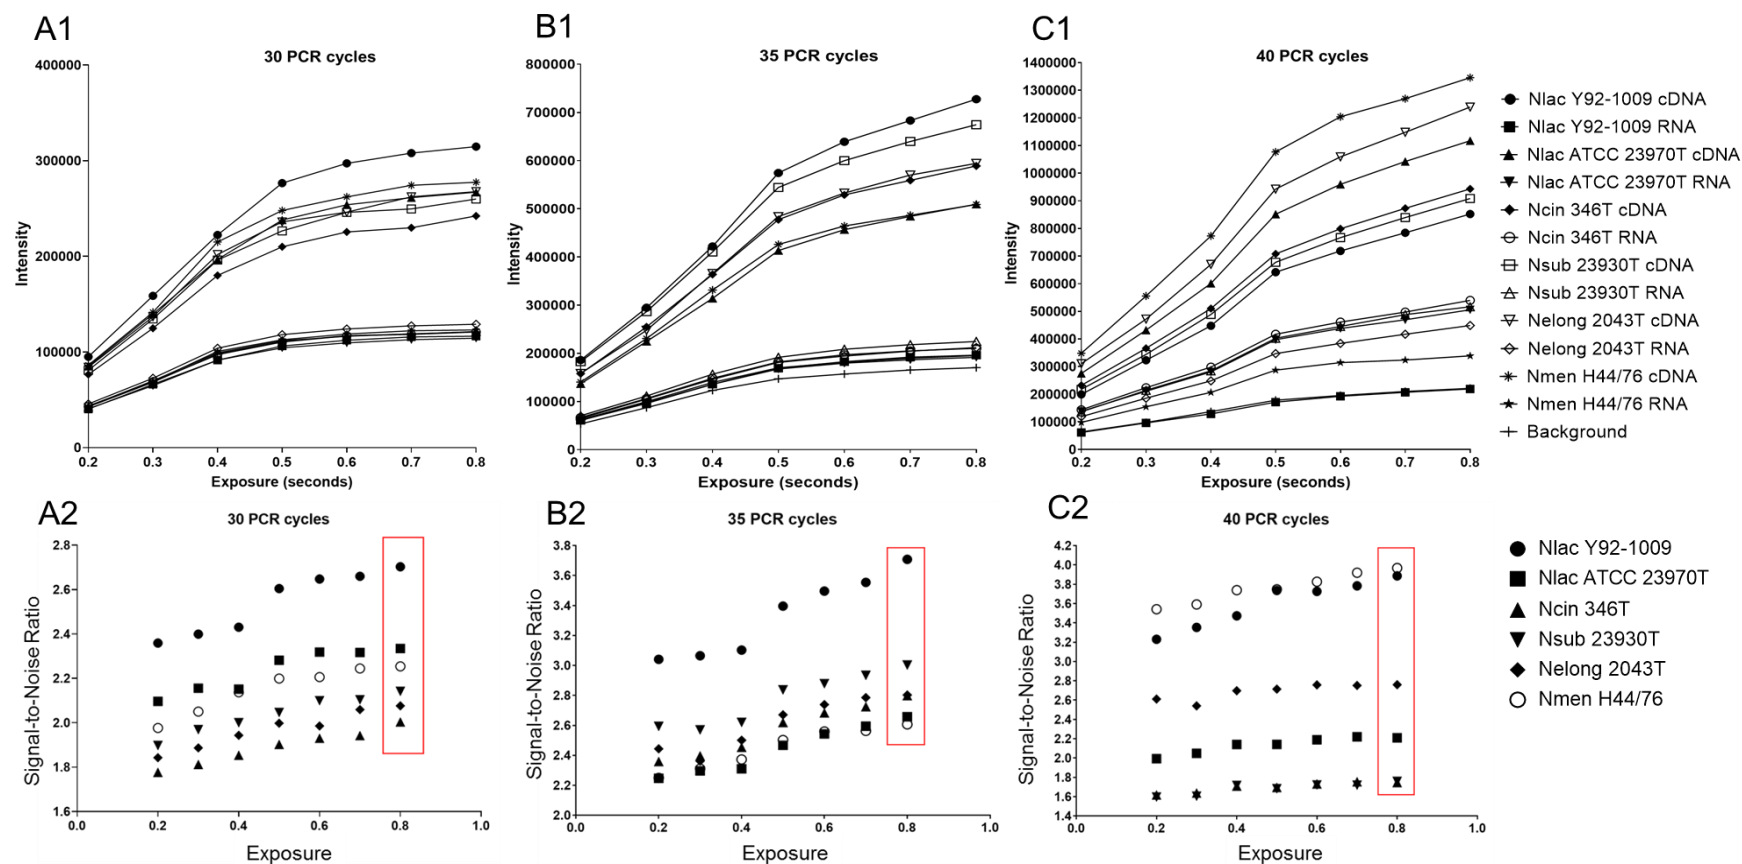 A1
30 PCR cycles
400000
300000
200000
100000
0
0.2 0.3 0.4 0.5 0.6 0.7 0.8
Intensity
Exposure (seconds)
B1
35 PCR cycles
800000
700000
600000
500000
400000
300000
200000
100000
0
0.2 0.3 0.4 0.5 0.6 0.7 0.8
Intensity
Exposure (seconds)
C1
40 PCR cycles
1400000
1300000
1200000
1100000
1000000
900000
800000
700000
600000
500000
400000
300000
200000
100000
0
0.2 0.3 0.4 0.5 0.6 0.7 0.8
Intensity
Exposure (seconds)
Nlac Y92-1009 cDNA
Nlac Y92-1009 RNA
Nlac ATCC 23970T cDNA
Nlac ATCC 23970T RNA
Ncin 346T cDNA
Ncin 346T RNA
Nsub 23930T cDNA
Nsub 23930T RNA
Nelong 2043T cDNA
Nelong 2043T RNA
Nmen H44/76 cDNA
Nmen H44/76 RNA
Background
A2
30 PCR cycles
2.8
2.6
2.4
2.2
2.0
1.8
1.6
0.0 0.2 0.4 0.6 0.8 1.0
Signal-to-Noise Ratio
Exposure
B2
35 PCR cycles
3.8
3.6
3.4
3.2
3.0
2.8
2.6
2.4
2.2
2.0
0.0 0.2 0.4 0.6 0.8 1.0
Signal-to-Noise Ratio
Exposure
C2
40 PCR cycles
4.2
4.0
3.8
3.6
3.4
3.2
3.0
2.8
2.6
2.4
2.2
2.0
1.8
1.6
1.4
0.0 0.2 0.4 0.6 0.8 1.0
Signal-to-Noise Ratio
Exposure
Nlac Y92-1009
Nlac ATCC 23970T
Ncin 346T
Nsub 23930T
Nelong 2043T
Nmen H44/76